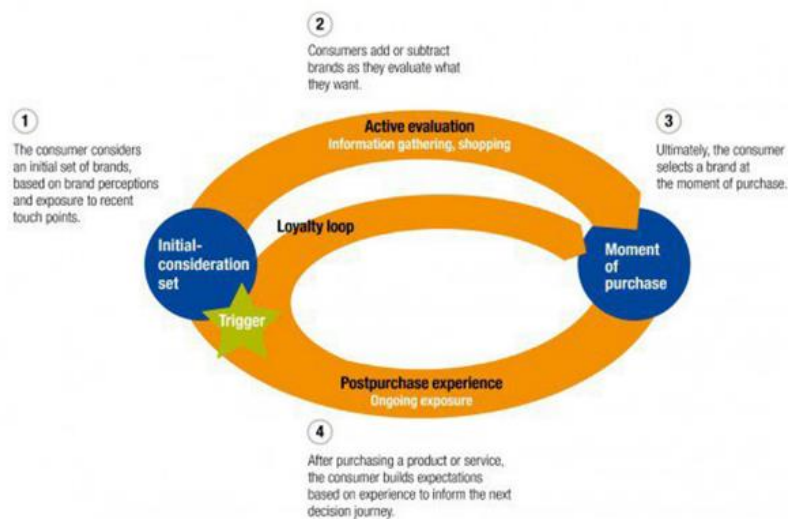 1
The consumer considers
an initial set of brands,
based on brand perceptions
and exposure to recent
touch points.
2
Consumers add or subtract
brands as they evaluate what
they want.
3
Ultimately, the consumer
selects a brand at
the moment of purchase.
Active evaluation
Information gathering, shopping
Loyalty loop
Initial-
consideration
set
Trigger
Moment
of
purchase
Postpurchase experience
Ongoing exposure
4
After purchasing a product or service,
the consumer builds expectations
based on experience to inform the next
decision journey.